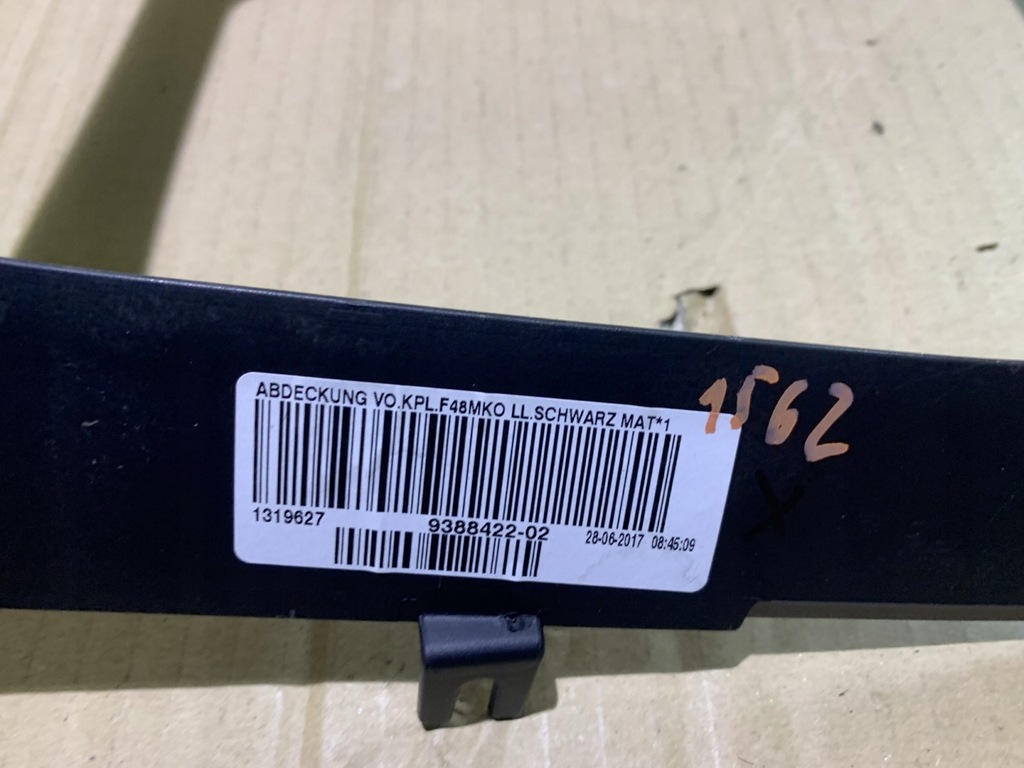 ABDECKUNG VO.KPL.F48MKO LL.SCHWARZ MAT*1
1562
1319627
9388422-02
28-06-2017 08:45:09
X